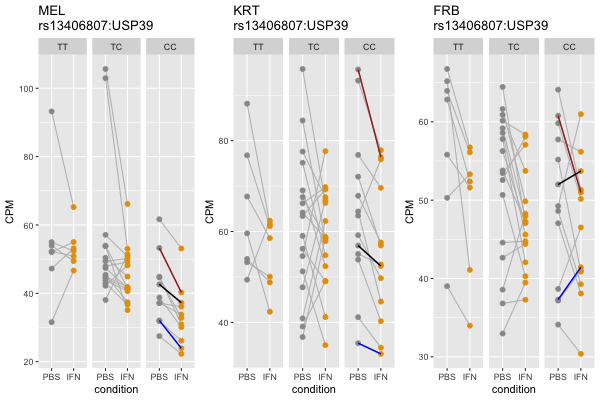 MEL
rs13406807:USP39
TT TC CC
CPM
100
80
60
40
20
PBS IFN PBS IFN PBS IFN
condition
KRT
rs13406807:USP39
TT TC CC
CPM
80
60
40
PBS IFN PBS IFN PBS IFN
condition
FRB
rs13406807:USP39
TT TC CC
CPM
60
50
40
30
PBS IFN PBS IFN PBS IFN
condition